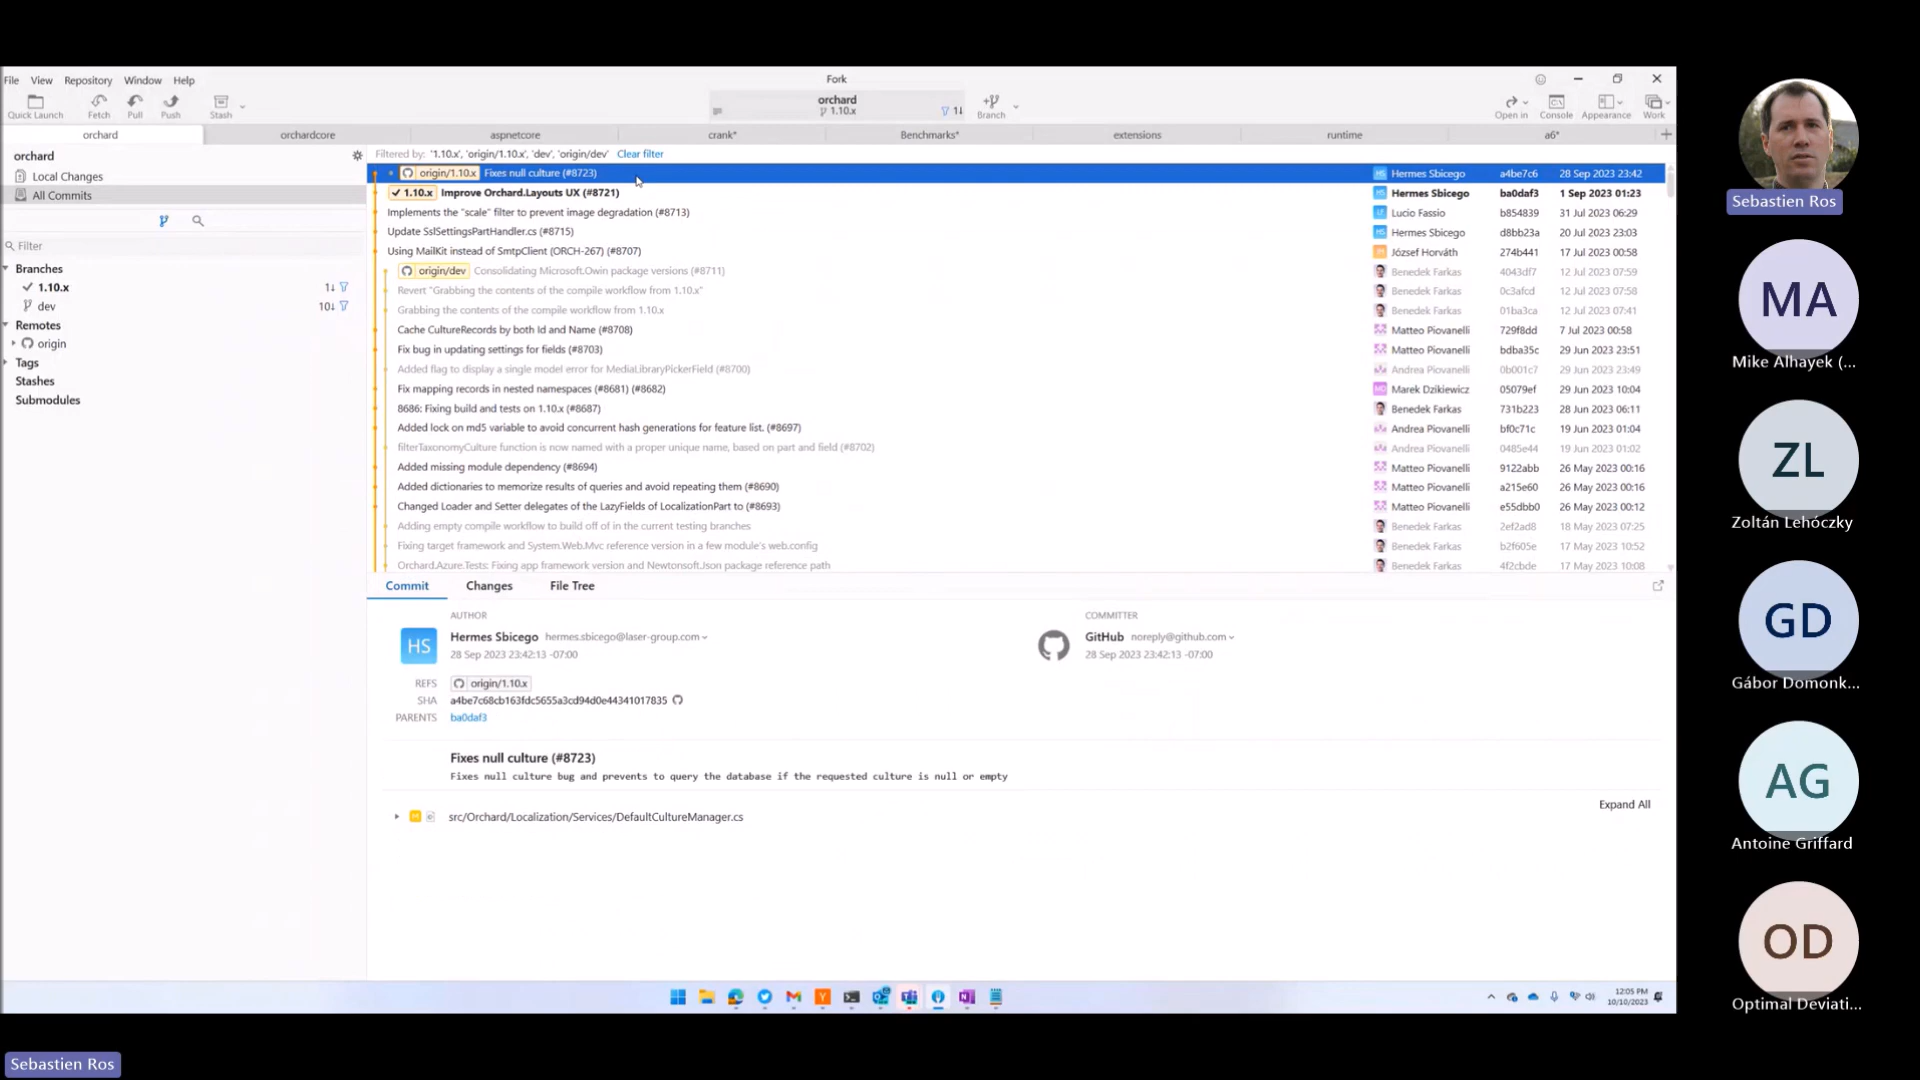 File View Repository Window Help
Fork
Quick Launch Fetch Pull Push Stash
orchard
1.10.x
1↓
Branch
Open in Console Appearance Work
orchard orchardcore aspnetcore crank* Benchmarks* extensions runtime a6*
orchard
Local Changes
All Commits
Filter
Branches
1.10.x 1↓
dev 10↓
Remotes
origin
Tags
Stashes
Submodules
Filtered by: '1.10.x', 'origin/1.10.x', 'dev', 'origin/dev' Clear filter
origin/1.10.x Fixes null culture (#8723) HS Hermes Sbicego a4be7c6 28 Sep 2023 23:42
1.10.x Improve Orchard.Layouts UX (#8721) HS Hermes Sbicego ba0daf3 1 Sep 2023 01:23
Implements the "scale" filter to prevent image degradation (#8713) LF Lucio Fassio b854839 31 Jul 2023 06:29
Update SslSettingsPartHandler.cs (#8715) HS Hermes Sbicego d8bb23a 20 Jul 2023 23:03
Using MailKit instead of SmtpClient (ORCH-267) (#8707) József Horváth 274b441 17 Jul 2023 00:58
origin/dev Consolidating Microsoft.Owin package versions (#8711) Benedek Farkas 4043df7 12 Jul 2023 07:59
Revert "Grabbing the contents of the compile workflow from 1.10.x" Benedek Farkas 0c3afcd 12 Jul 2023 07:58
Grabbing the contents of the compile workflow from 1.10.x Benedek Farkas 01ba3ca 12 Jul 2023 07:41
Cache CultureRecords by both Id and Name (#8708) Matteo Piovanelli 729f8dd 7 Jul 2023 00:58
Fix bug in updating settings for fields (#8703) Matteo Piovanelli bdba35c 29 Jun 2023 23:51
Added flag to display a single model error for MediaLibraryPickerField (#8700) Andrea Piovanelli 0b001c7 29 Jun 2023 23:49
Fix mapping records in nested namespaces (#8681) (#8682) MD Marek Dzikiewicz 05079ef 29 Jun 2023 10:04
8686: Fixing build and tests on 1.10.x (#8687) Benedek Farkas 731b223 28 Jun 2023 06:11
Added lock on md5 variable to avoid concurrent hash generations for feature list. (#8697) Andrea Piovanelli bf0c71c 19 Jun 2023 01:04
filterTaxonomyCulture function is now named with a proper unique name, based on part and field (#8702) Andrea Piovanelli 0485e44 19 Jun 2023 01:02
Added missing module dependency (#8694) Matteo Piovanelli 9122abb 26 May 2023 00:16
Added dictionaries to memorize results of queries and avoid repeating them (#8690) Matteo Piovanelli a215e60 26 May 2023 00:16
Changed Loader and Setter delegates of the LazyFields of LocalizationPart to (#8693) Matteo Piovanelli e55dbb0 26 May 2023 00:12
Adding empty compile workflow to build off of in the current testing branches Benedek Farkas 2ef2ad8 18 May 2023 07:25
Fixing target framework and System.Web.Mvc reference version in a few module's web.config Benedek Farkas b2f605e 17 May 2023 10:52
Orchard.Azure.Tests: Fixing app framework version and Newtonsoft.Json package reference path Benedek Farkas 4f2cbde 17 May 2023 10:08
Commit Changes File Tree
AUTHOR
HS
Hermes Sbicego hermes.sbicego@laser-group.com
28 Sep 2023 23:42:13 -07:00
COMMITTER
GitHub noreply@github.com
28 Sep 2023 23:42:13 -07:00
REFS origin/1.10.x
SHA a4be7c68cb163fdc5655a3cd94d0e44341017835
PARENTS ba0daf3
Fixes null culture (#8723)
Fixes null culture bug and prevents to query the database if the requested culture is null or empty
Expand All
M src/Orchard/Localization/Services/DefaultCultureManager.cs
12:05 PM
10/10/2023
Sebastien Ros
MA
Mike Alhayek (...
ZL
Zoltán Lehóczky
GD
Gábor Domonk...
AG
Antoine Griffard
OD
Optimal Deviati...
Sebastien Ros